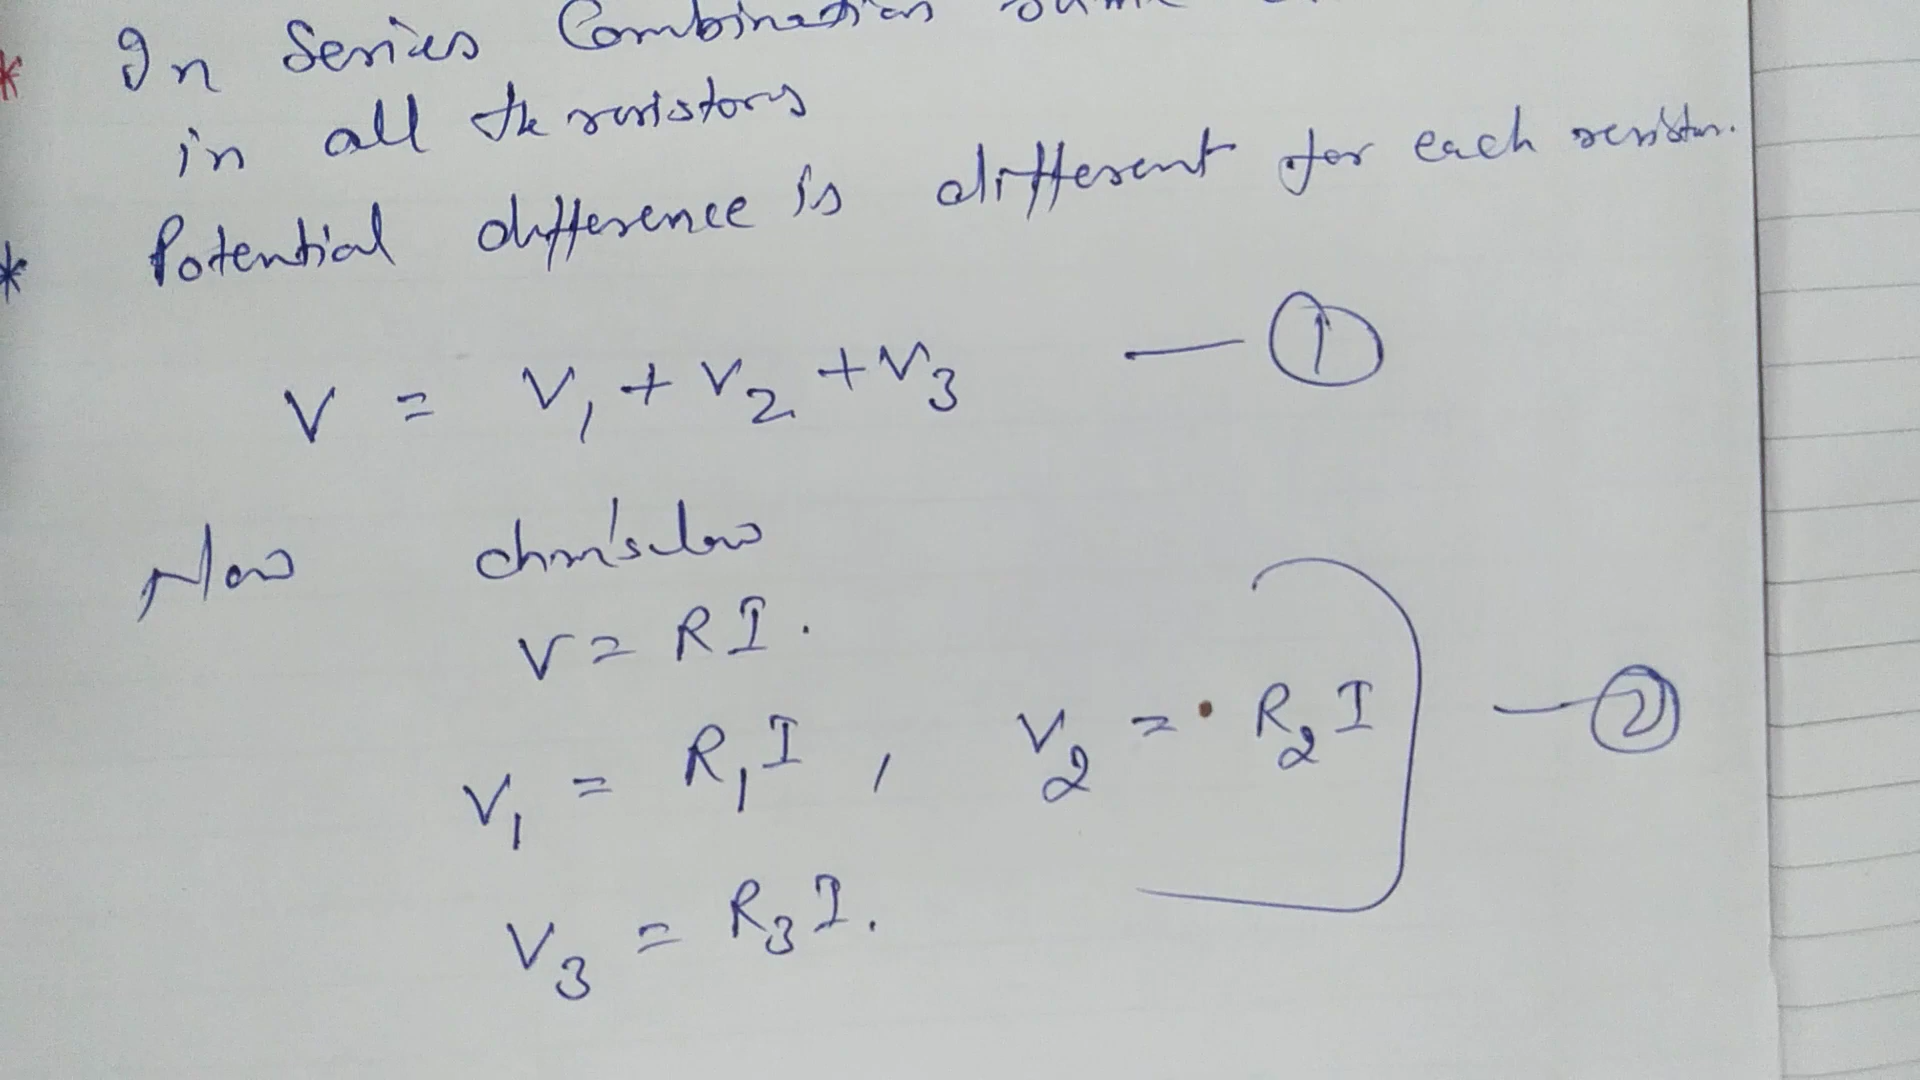 * In Series Combination same
in all the resistors
* Potential difference is different for each resistor.
V = V1 + V2 + V3 — 1
Now ohm's law
V = RI.
V1 = R1I , V2 = R2I — 2
V3 = R3I.